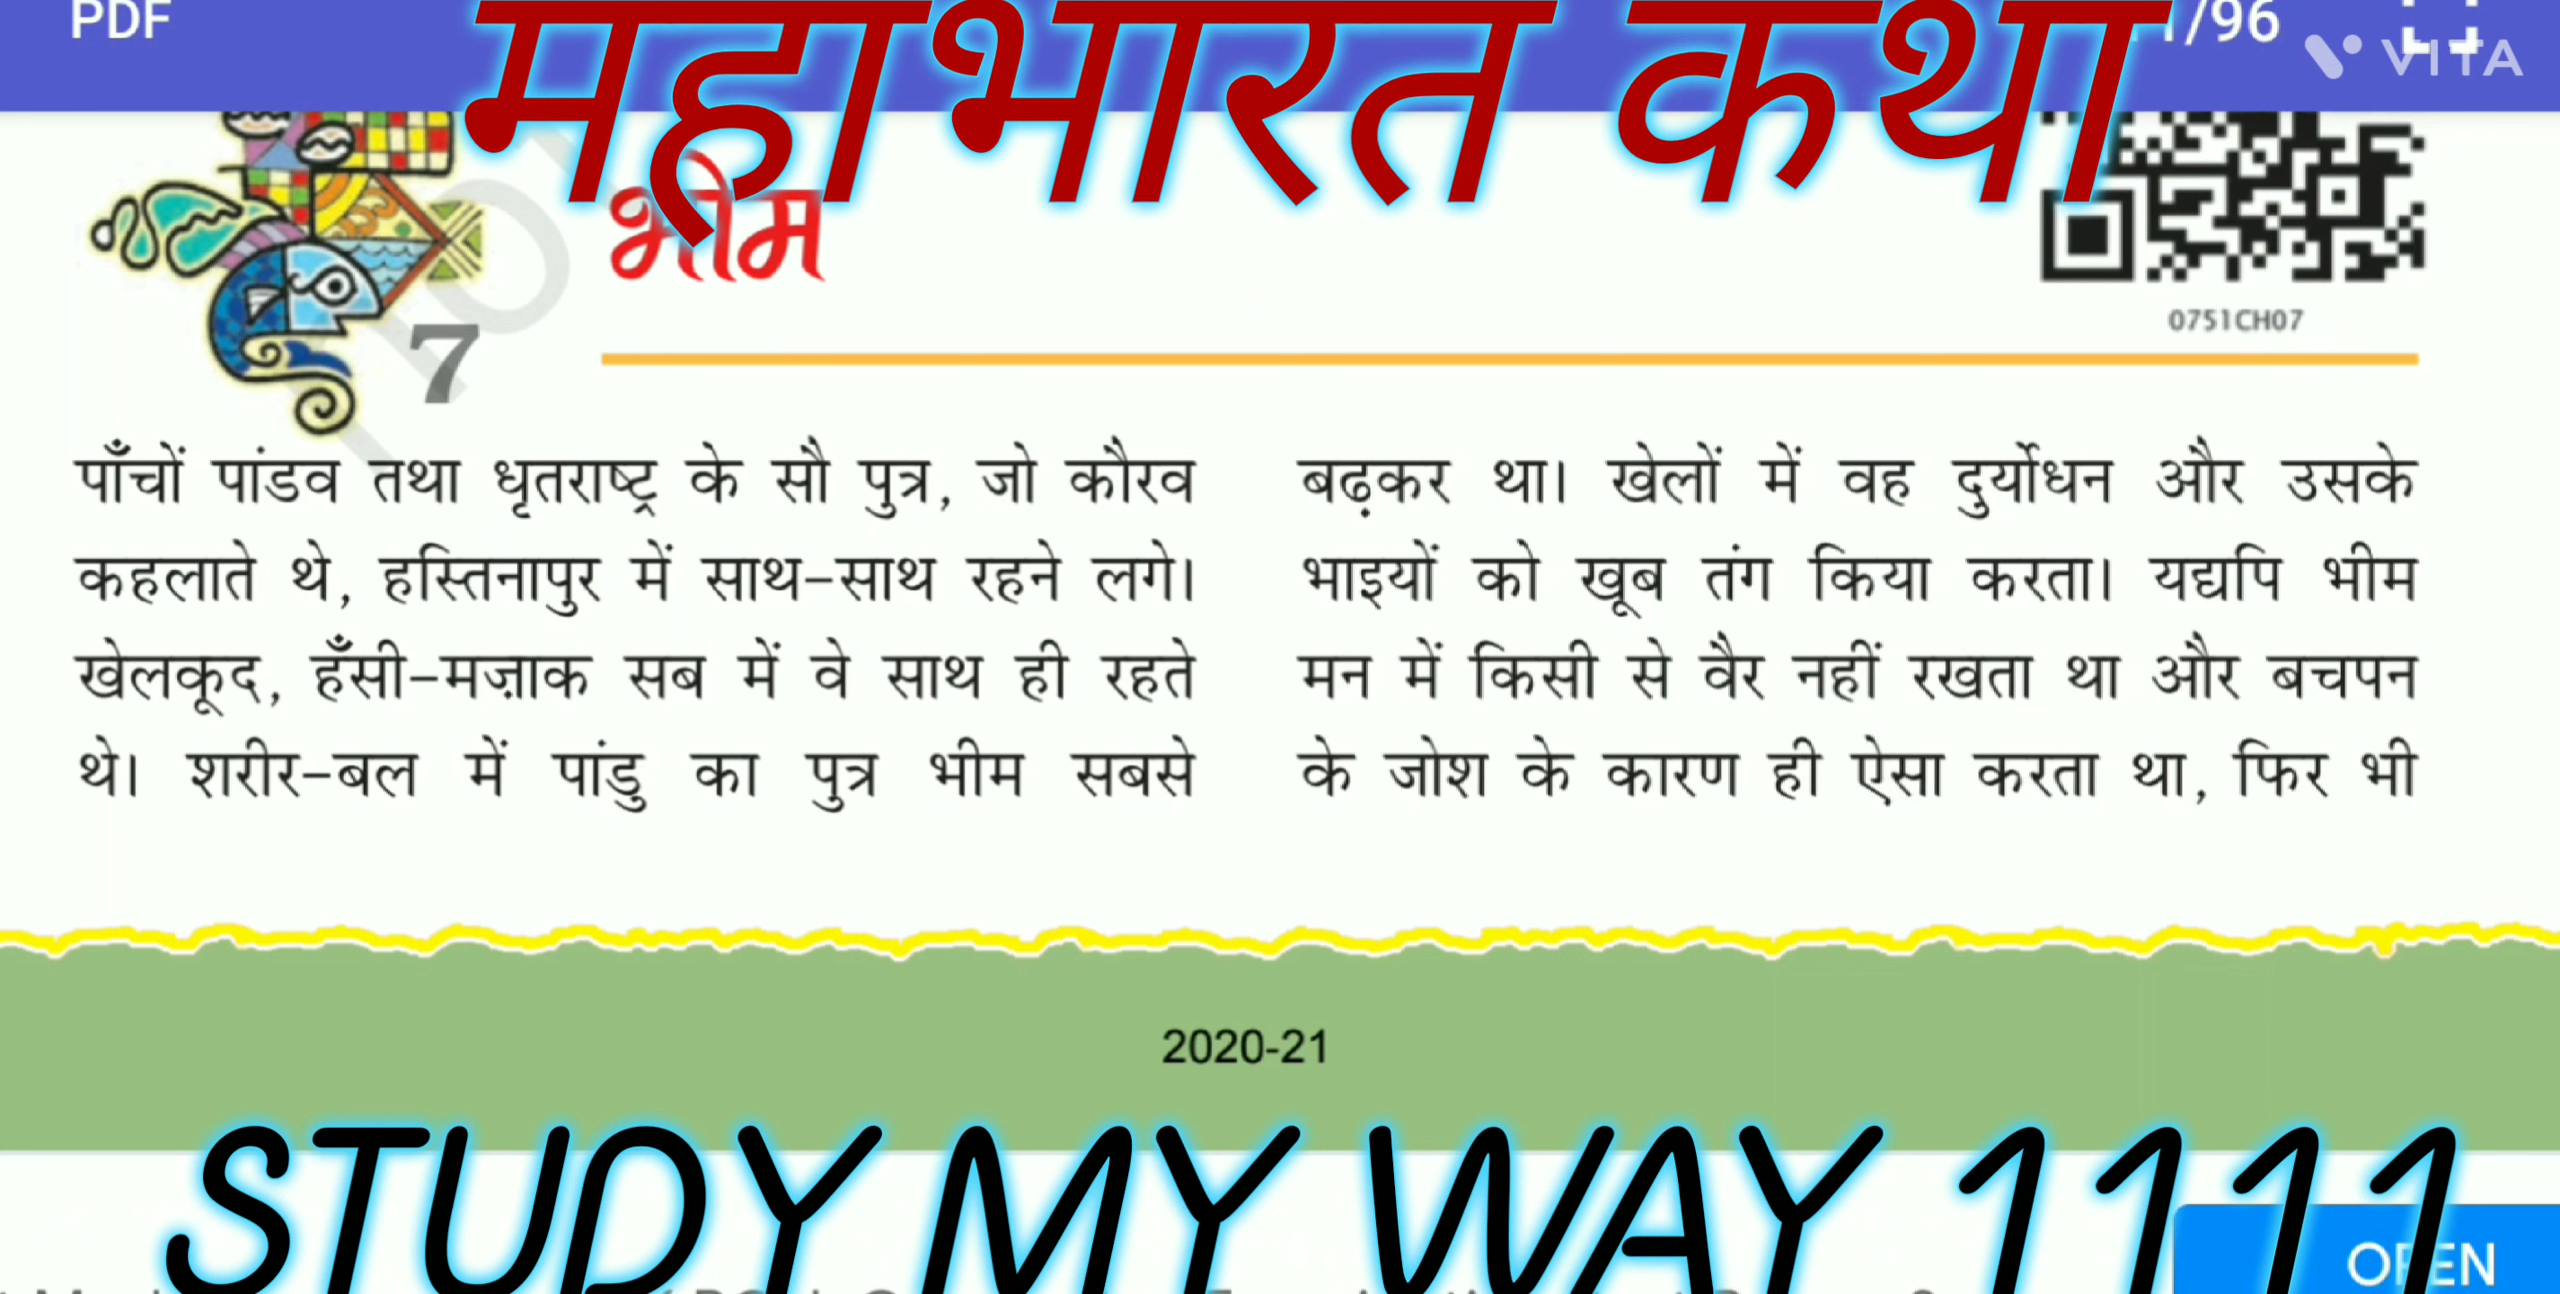 PDF
महाभारत कथा
1/96
VITA
भीम
0751CH07
7
पाँचों पांडव तथा धृतराष्ट्र के सौ पुत्र, जो कौरव
कहलाते थे, हस्तिनापुर में साथ-साथ रहने लगे।
खेलकूद, हँसी-मज़ाक सब में वे साथ ही रहते
थे। शरीर-बल में पांडु का पुत्र भीम सबसे
बढ़कर था। खेलों में वह दुर्योधन और उसके
भाइयों को खूब तंग किया करता। यद्यपि भीम
मन में किसी से वैर नहीं रखता था और बचपन
के जोश के कारण ही ऐसा करता था, फिर भी
2020-21
STUDY MY WAY 1111
OPEN